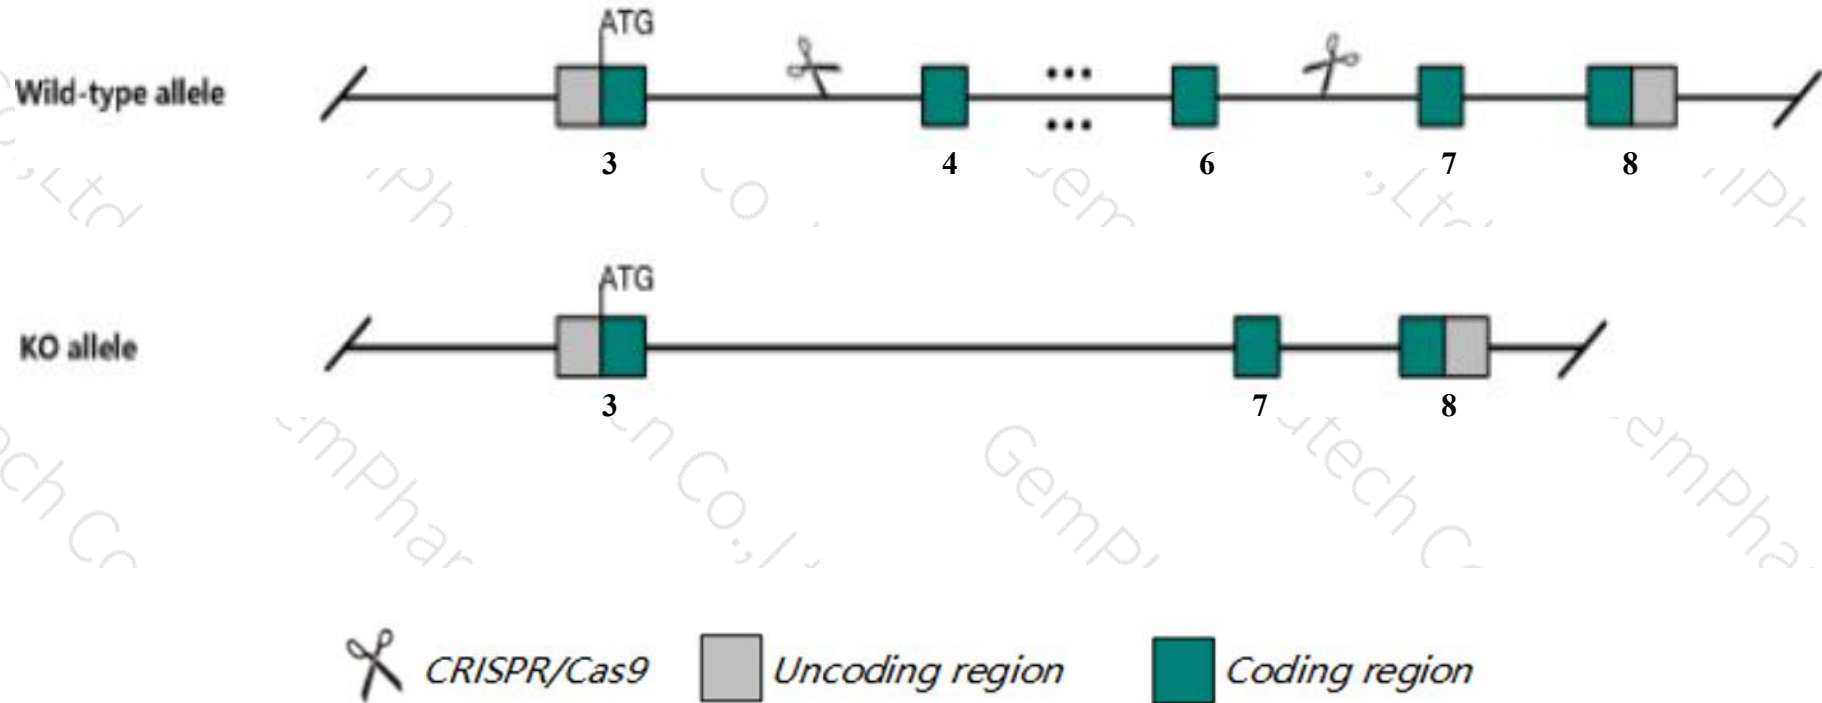 ATG
Wild-type allele
3 4 6 7 8
ATG
KO allele
3 7 8
CRISPR/Cas9 Uncoding region Coding region